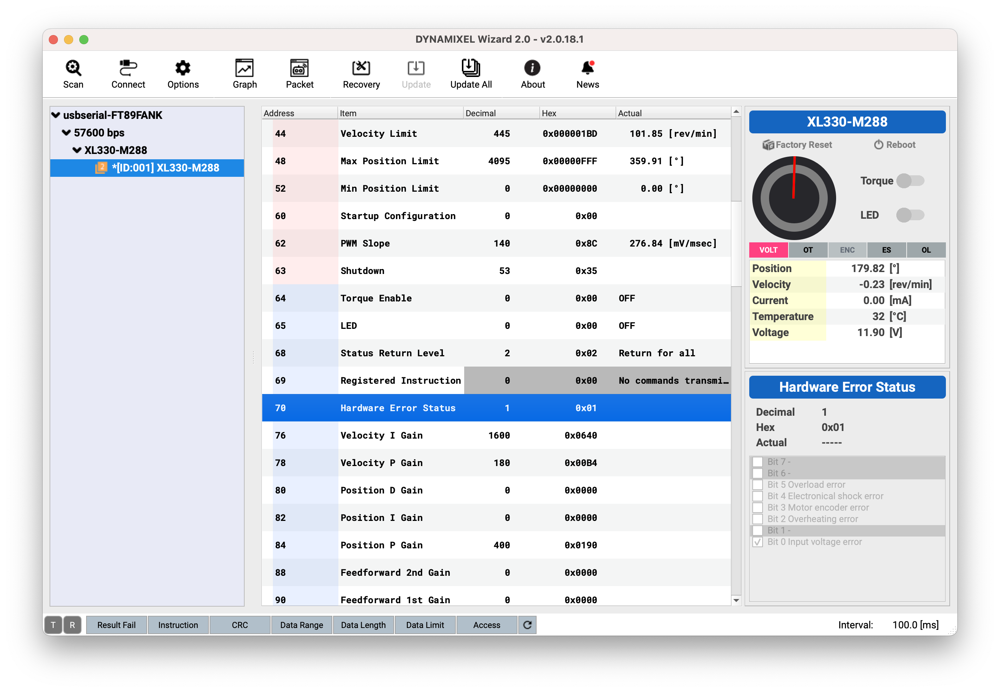 DYNAMIXEL Wizard 2.0 - v2.0.18.1
Scan Connect Options Graph Packet Recovery Update Update All About News
usbserial-FT89FANK
57600 bps
XL330-M288
2 *[ID:001] XL330-M288
Address Item Decimal Hex Actual
44 Velocity Limit 445 0x000001BD 101.85 [rev/min]
48 Max Position Limit 4095 0x00000FFF 359.91 [°]
52 Min Position Limit 0 0x00000000 0.00 [°]
60 Startup Configuration 0 0x00
62 PWM Slope 140 0x8C 276.84 [mV/msec]
63 Shutdown 53 0x35
64 Torque Enable 0 0x00 OFF
65 LED 0 0x00 OFF
68 Status Return Level 2 0x02 Return for all
69 Registered Instruction 0 0x00 No commands transmi…
70 Hardware Error Status 1 0x01
76 Velocity I Gain 1600 0x0640
78 Velocity P Gain 180 0x00B4
80 Position D Gain 0 0x0000
82 Position I Gain 0 0x0000
84 Position P Gain 400 0x0190
88 Feedforward 2nd Gain 0 0x0000
90 Feedforward 1st Gain 0 0x0000
XL330-M288
Factory Reset Reboot
Torque
LED
VOLT OT ENC ES OL
Position 179.82 [°]
Velocity -0.23 [rev/min]
Current 0.00 [mA]
Temperature 32 [°C]
Voltage 11.90 [V]
Hardware Error Status
Decimal 1
Hex 0x01
Actual -----
Bit 7 -
Bit 6 -
Bit 5 Overload error
Bit 4 Electronical shock error
Bit 3 Motor encoder error
Bit 2 Overheating error
Bit 1 -
Bit 0 Input voltage error
T R Result Fail Instruction CRC Data Range Data Length Data Limit Access Interval: 100.0 [ms]